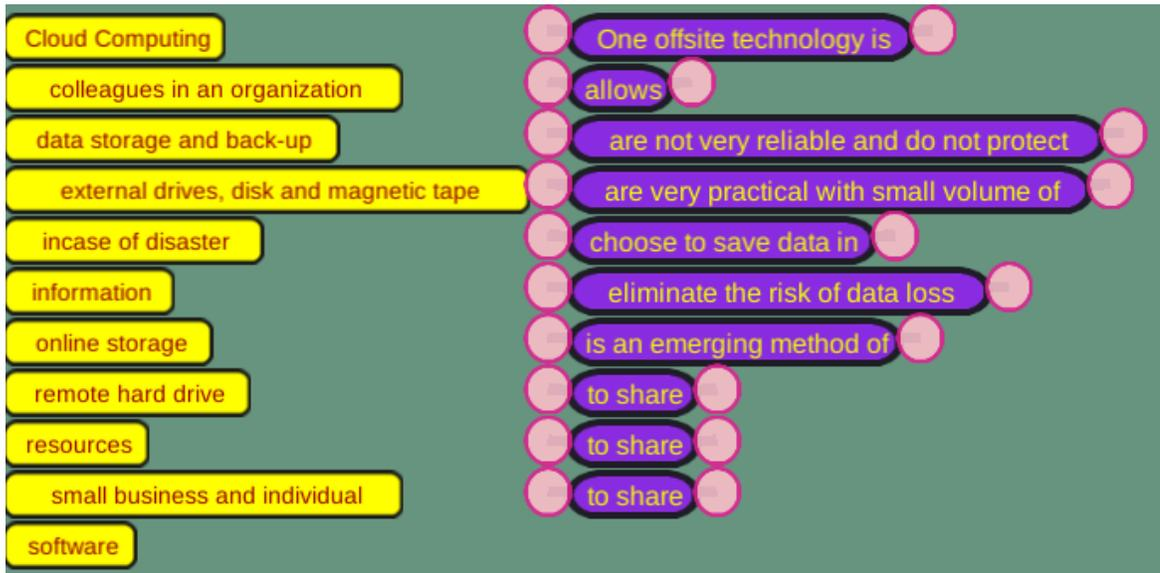 Cloud Computing
colleagues in an organization
data storage and back-up
external drives, disk and magnetic tape
incase of disaster
information
online storage
remote hard drive
resources
small business and individual
software
One offsite technology is
allows
are not very reliable and do not protect
are very practical with small volume of
choose to save data in
eliminate the risk of data loss
is an emerging method of
to share
to share
to share